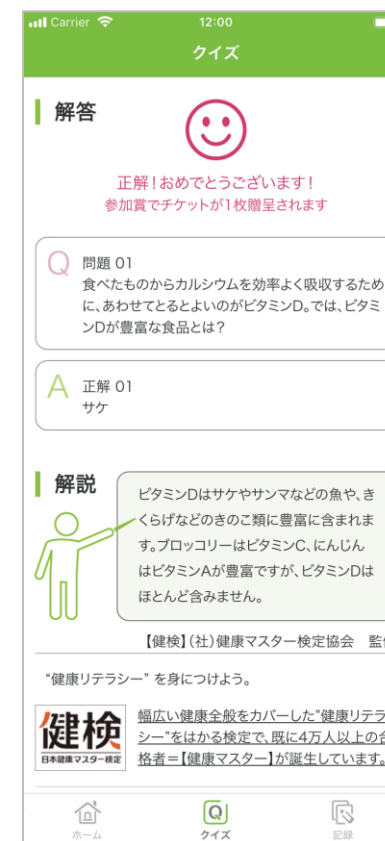 Carrier 12:00
クイズ
解答
正解!おめでとうございます!
参加賞でチケットが1枚贈呈されます
Q 問題 01
食べたものからカルシウムを効率よく吸収するため
に、あわせてとるとよいのがビタミンD。では、ビタミ
ンDが豊富な食品とは?
A 正解 01
サケ
解説
ビタミンDはサケやサンマなどの魚や、き
くらげなどのきのこ類に豊富に含まれま
す。ブロッコリーはビタミンC、にんじん
はビタミンAが豊富ですが、ビタミンDは
ほとんど含みません。
【健検】(社)健康マスター検定協会 監
"健康リテラシー" を身につけよう。
健検
日本健康マスター検定
幅広い健康全般をカバーした"健康リテラ
シー"をはかる検定で、既に4万人以上の合
格者=【健康マスター】が誕生しています。
Q
ホーム クイズ 記録